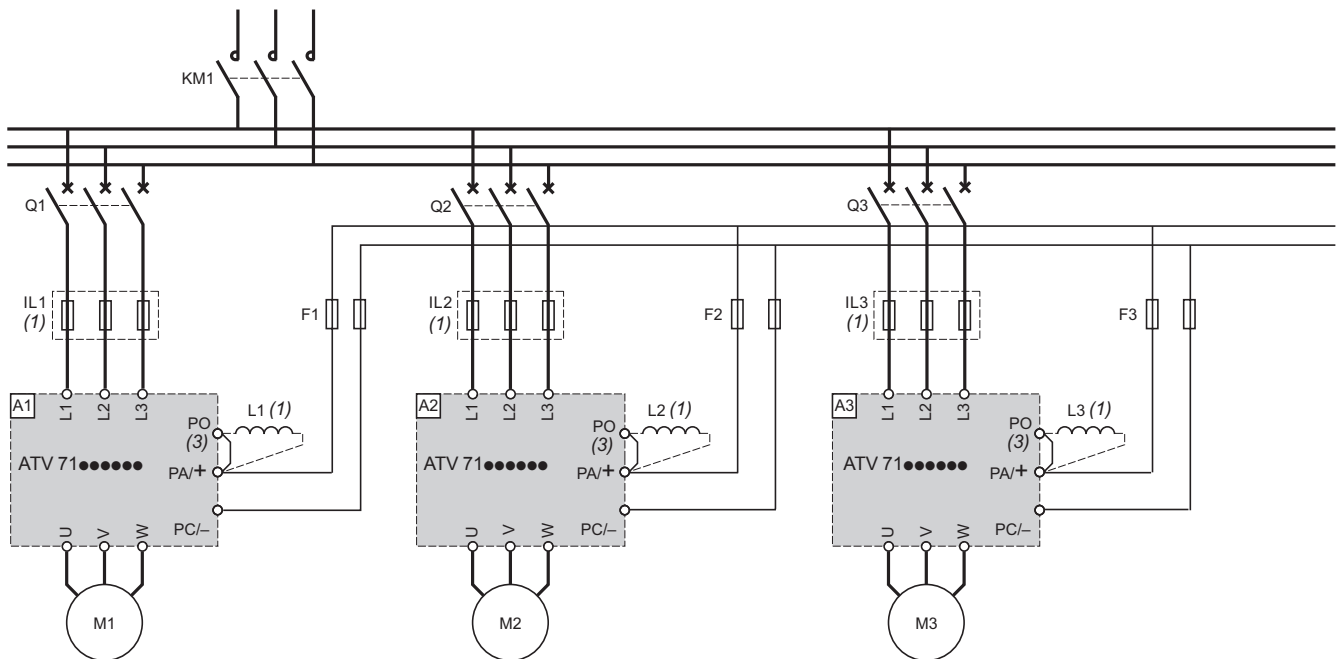 KM1
Q1
Q2
Q3
IL1
(1)
F1
IL2
(1)
F2
IL3
(1)
F3
A1
L1
L2
L3
PO
(3)
L1 (1)
ATV 71●●●●●●
PA/+
PC/–
U
V
W
M1
A2
L1
L2
L3
PO
(3)
L2 (1)
ATV 71●●●●●●
PA/+
PC/–
U
V
W
M2
A3
L1
L2
L3
PO
(3)
L3 (1)
ATV 71●●●●●●
PA/+
PC/–
U
V
W
M3